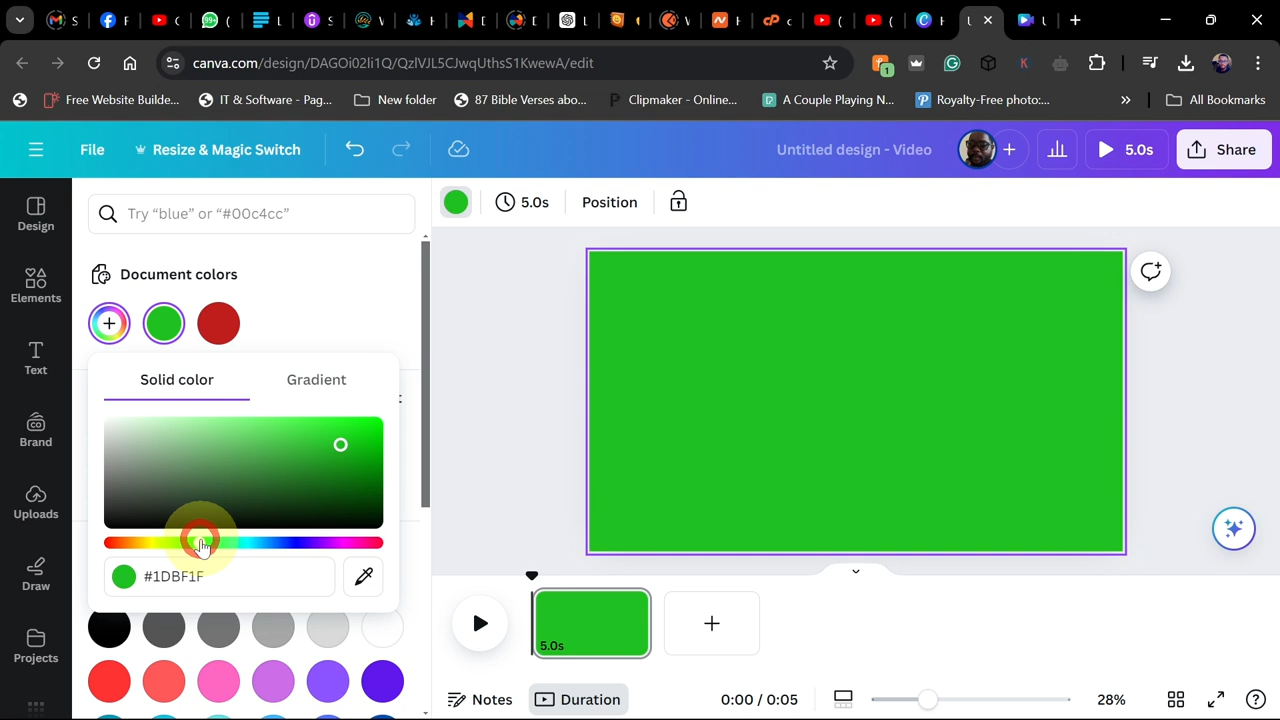 canva.com/design/DAGOi02li1Q/QzlVJL5CJwqUthsS1KwewA/edit
Free Website Builde...
IT & Software - Pag...
New folder
37 Bible Verses abo...
Clipmaker - Online...
A Couple Playing N...
Royalty-Free photo:...
»
All Bookmarks
File
Resize & Magic Switch
Untitled design - Video
5.0s
Share
Design
Elements
Text
Brand
Uploads
Draw
Projects
Try “blue” or “#00c4cc”
5.0s
Position
Document colors
Solid color
Gradient
#1DBF1F
5.0s
Notes
Duration
0:00 / 0:05
28%